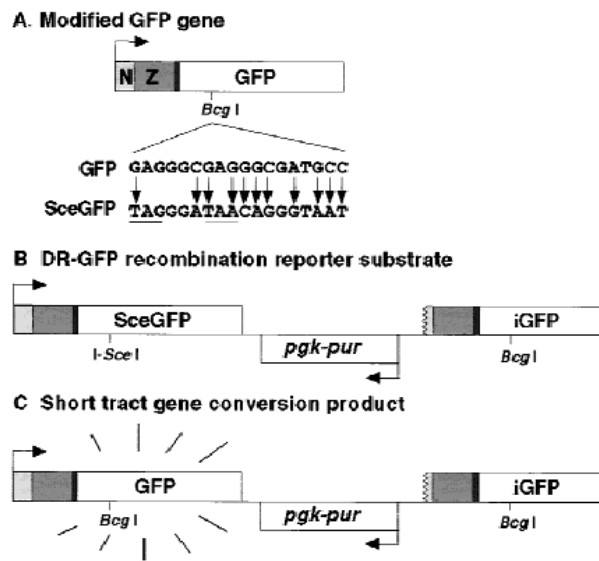 A. Modified GFP gene
N Z GFP
Bcg I
GFP GAGGGCGAGGGCGATGCC
SceGFP TAGGGATAACAGGGTAAT
B DR-GFP recombination reporter substrate
SceGFP iGFP
I-Sce I pgk-pur Bcg I
C Short tract gene conversion product
GFP iGFP
Bcg I pgk-pur Bcg I